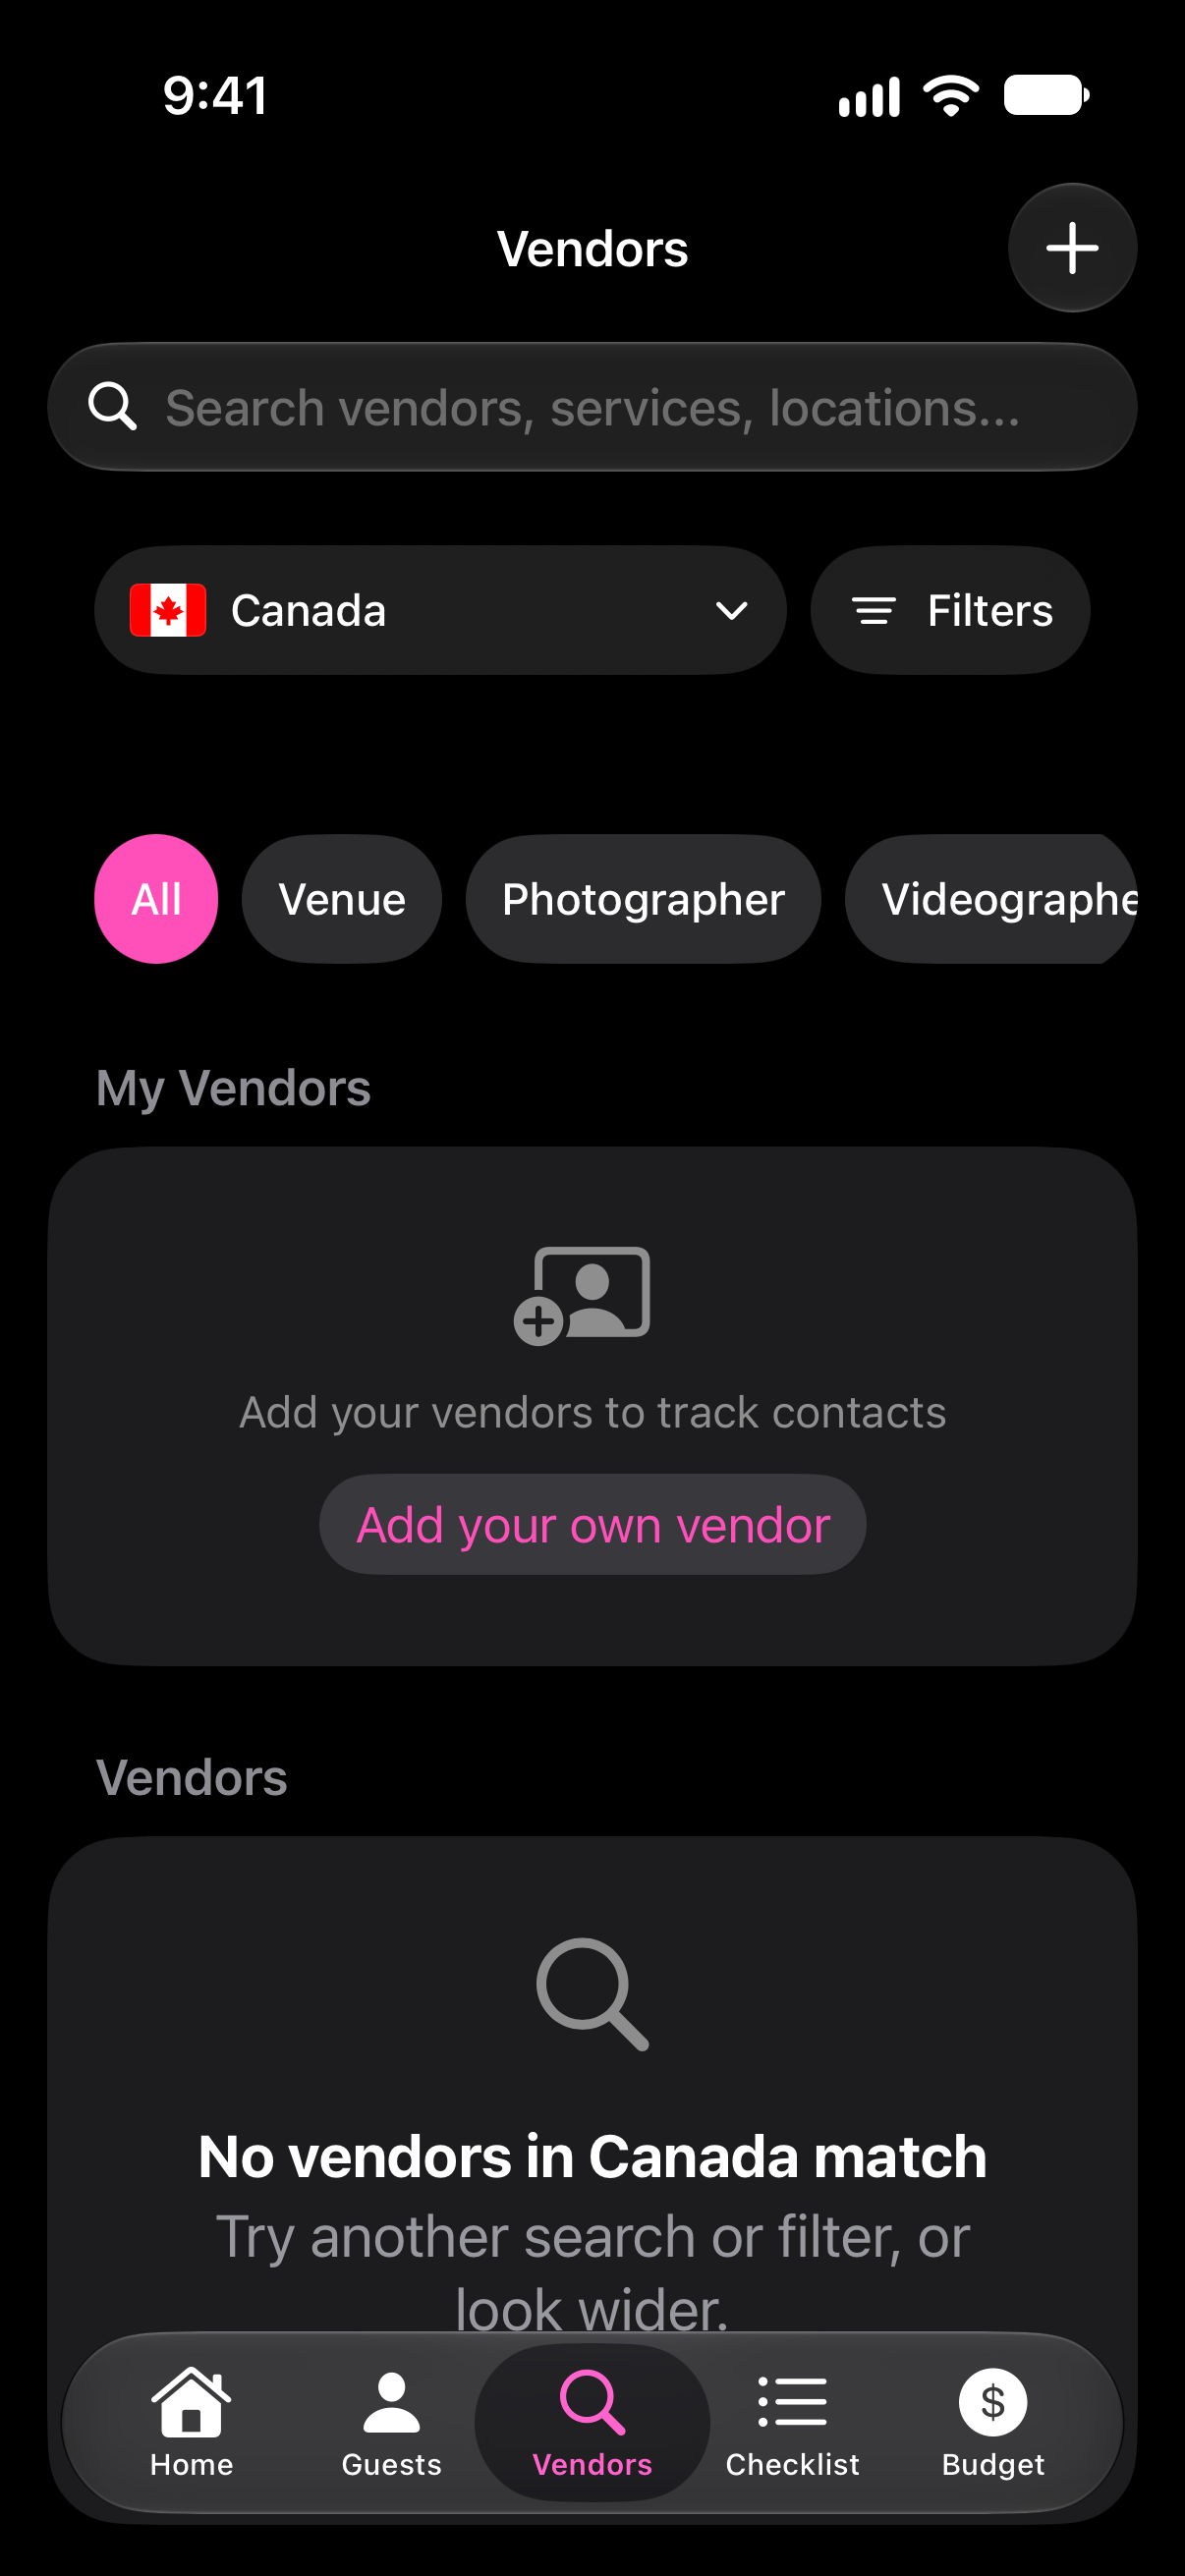 9:41
Vendors
Search vendors, services, locations...
Canada
Filters
All
Venue
Photographer
Videographe
My Vendors
Add your vendors to track contacts
Add your own vendor
Vendors
No vendors in Canada match
Try another search or filter, or
look wider.
Home
Guests
Vendors
Checklist
$
Budget